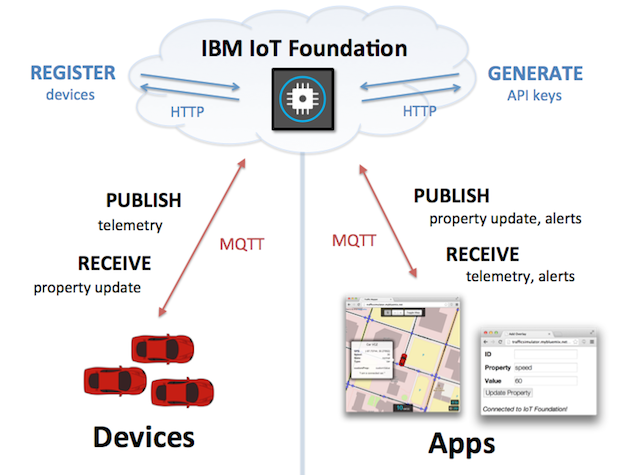 IBM IoT Foundation
REGISTER
devices
HTTP
GENERATE
API keys
HTTP
PUBLISH
telemetry
MQTT
RECEIVE
property update
PUBLISH
property update, alerts
MQTT
RECEIVE
telemetry, alerts
ID
Property speed
Value 60
Update Property
Connected to IoT Foundation!
Devices
Apps